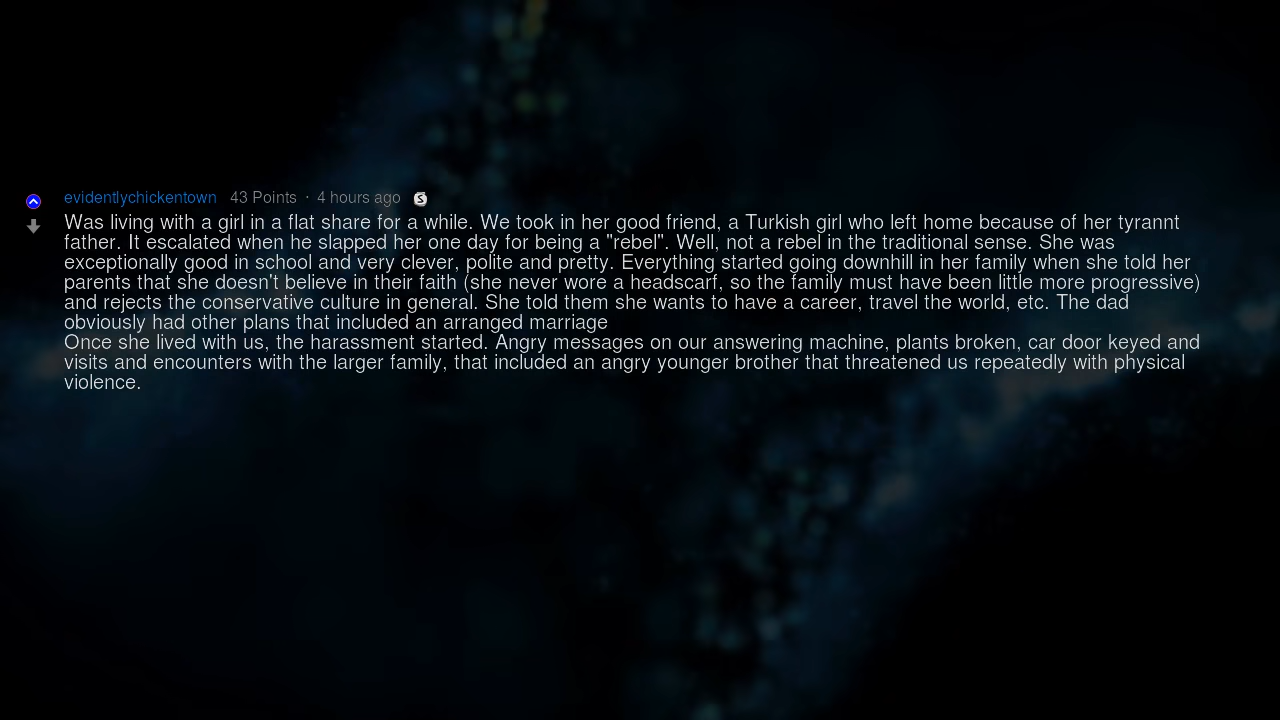 evidentlychickentown 43 Points · 4 hours ago S
Was living with a girl in a flat share for a while. We took in her good friend, a Turkish girl who left home because of her tyrannt
father. It escalated when he slapped her one day for being a "rebel". Well, not a rebel in the traditional sense. She was
exceptionally good in school and very clever, polite and pretty. Everything started going downhill in her family when she told her
parents that she doesn't believe in their faith (she never wore a headscarf, so the family must have been little more progressive)
and rejects the conservative culture in general. She told them she wants to have a career, travel the world, etc. The dad
obviously had other plans that included an arranged marriage
Once she lived with us, the harassment started. Angry messages on our answering machine, plants broken, car door keyed and
visits and encounters with the larger family, that included an angry younger brother that threatened us repeatedly with physical
violence.